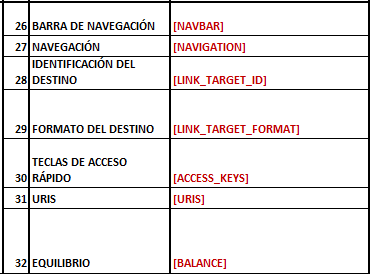 26 BARRA DE NAVEGACIÓN [NAVBAR]
27 NAVEGACIÓN [NAVIGATION]
IDENTIFICACIÓN DEL
28 DESTINO [LINK_TARGET_ID]
29 FORMATO DEL DESTINO [LINK_TARGET_FORMAT]
TECLAS DE ACCESO
30 RÁPIDO [ACCESS_KEYS]
31 URIS [URIS]
32 EQUILIBRIO [BALANCE]